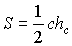 S = 1/2 ch_c